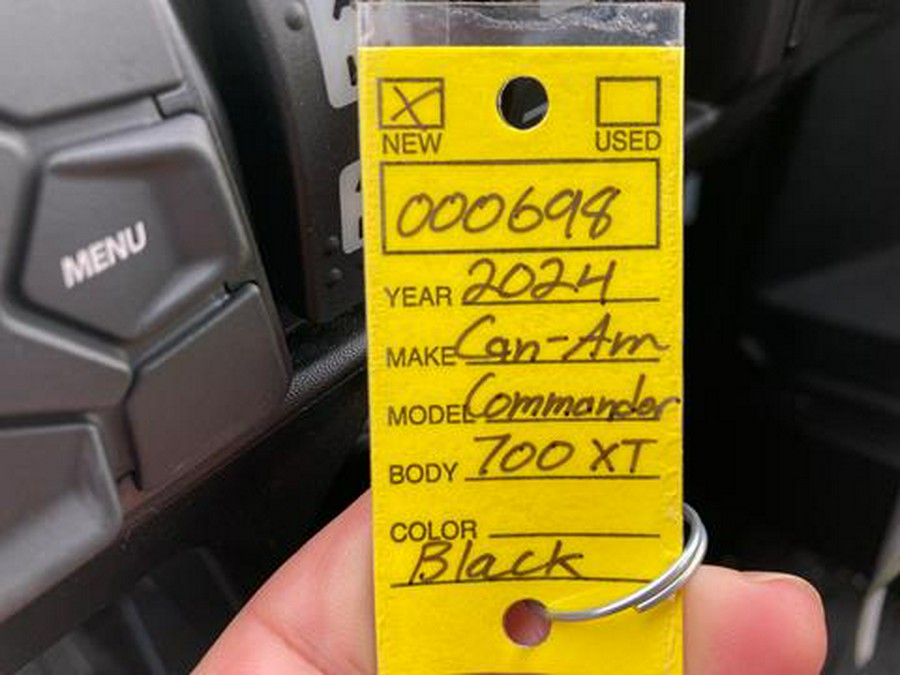 X
NEW USED
000698
YEAR 2024
MAKE Can-Am
MODEL Commander
BODY 700 XT
COLOR
Black
MENU